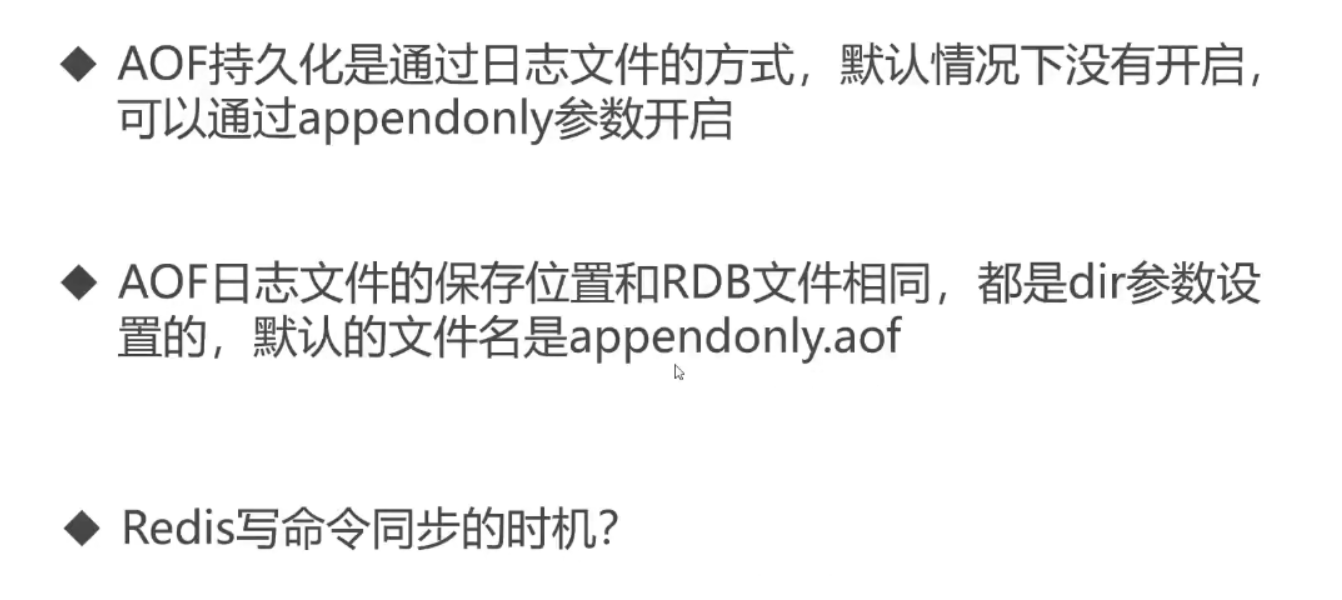 ◆ AOF持久化是通过日志文件的方式，默认情况下没有开启，
可以通过appendonly参数开启
◆ AOF日志文件的保存位置和RDB文件相同，都是dir参数设
置的，默认的文件名是appendonly.aof
◆ Redis写命令同步的时机？